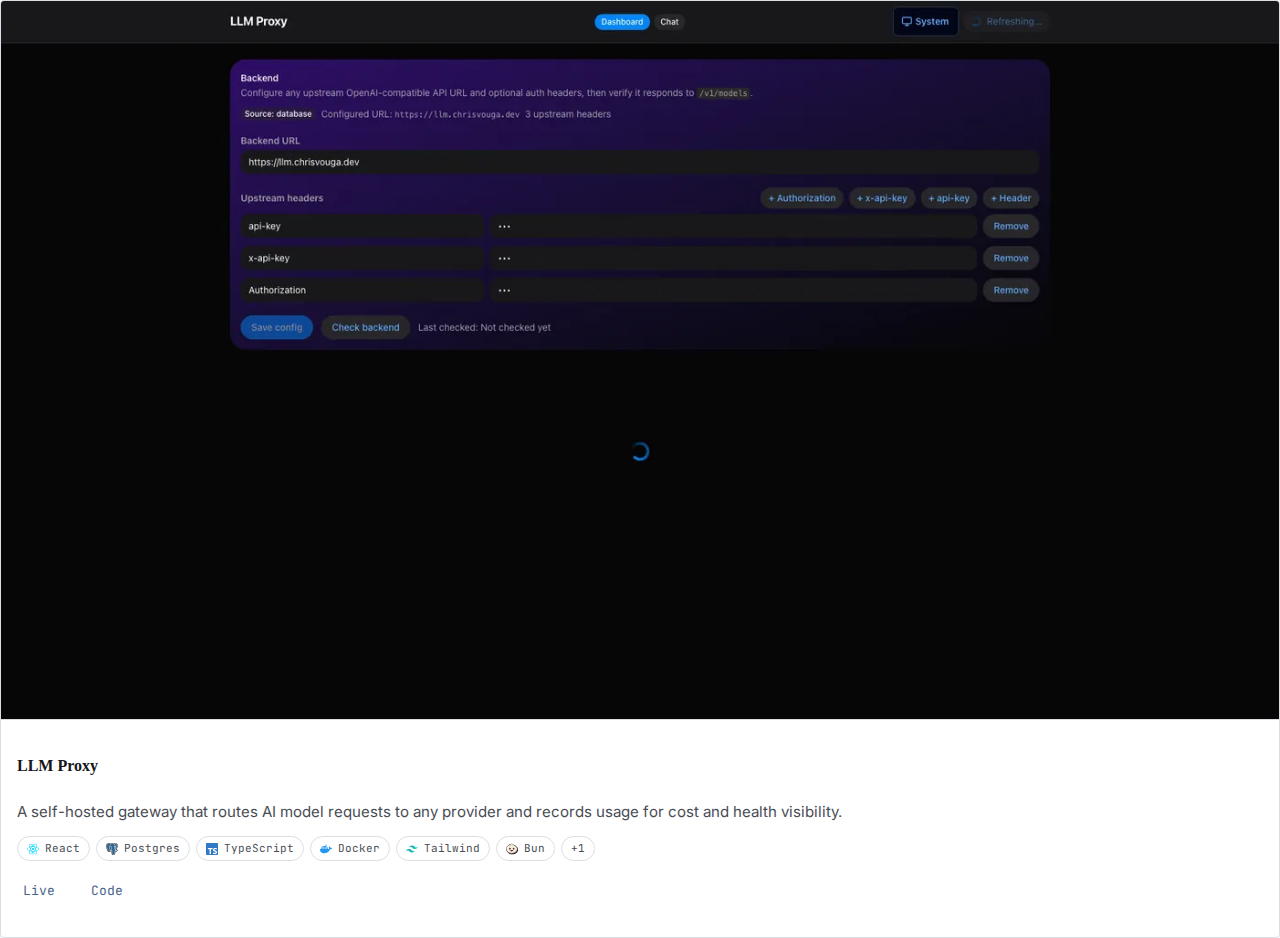 LLM Proxy
Dashboard
Chat
System
Refreshing...
Backend
Configure any upstream OpenAI-compatible API URL and optional auth headers, then verify it responds to /v1/models.
Source: database Configured URL: https://llm.chrisvouga.dev 3 upstream headers
Backend URL
https://llm.chrisvouga.dev
Upstream headers + Authorization + x-api-key + api-key + Header
api-key ... Remove
x-api-key ... Remove
Authorization ... Remove
Save config Check backend Last checked: Not checked yet
LLM Proxy
A self-hosted gateway that routes AI model requests to any provider and records usage for cost and health visibility.
React Postgres TypeScript Docker Tailwind Bun +1
Live Code